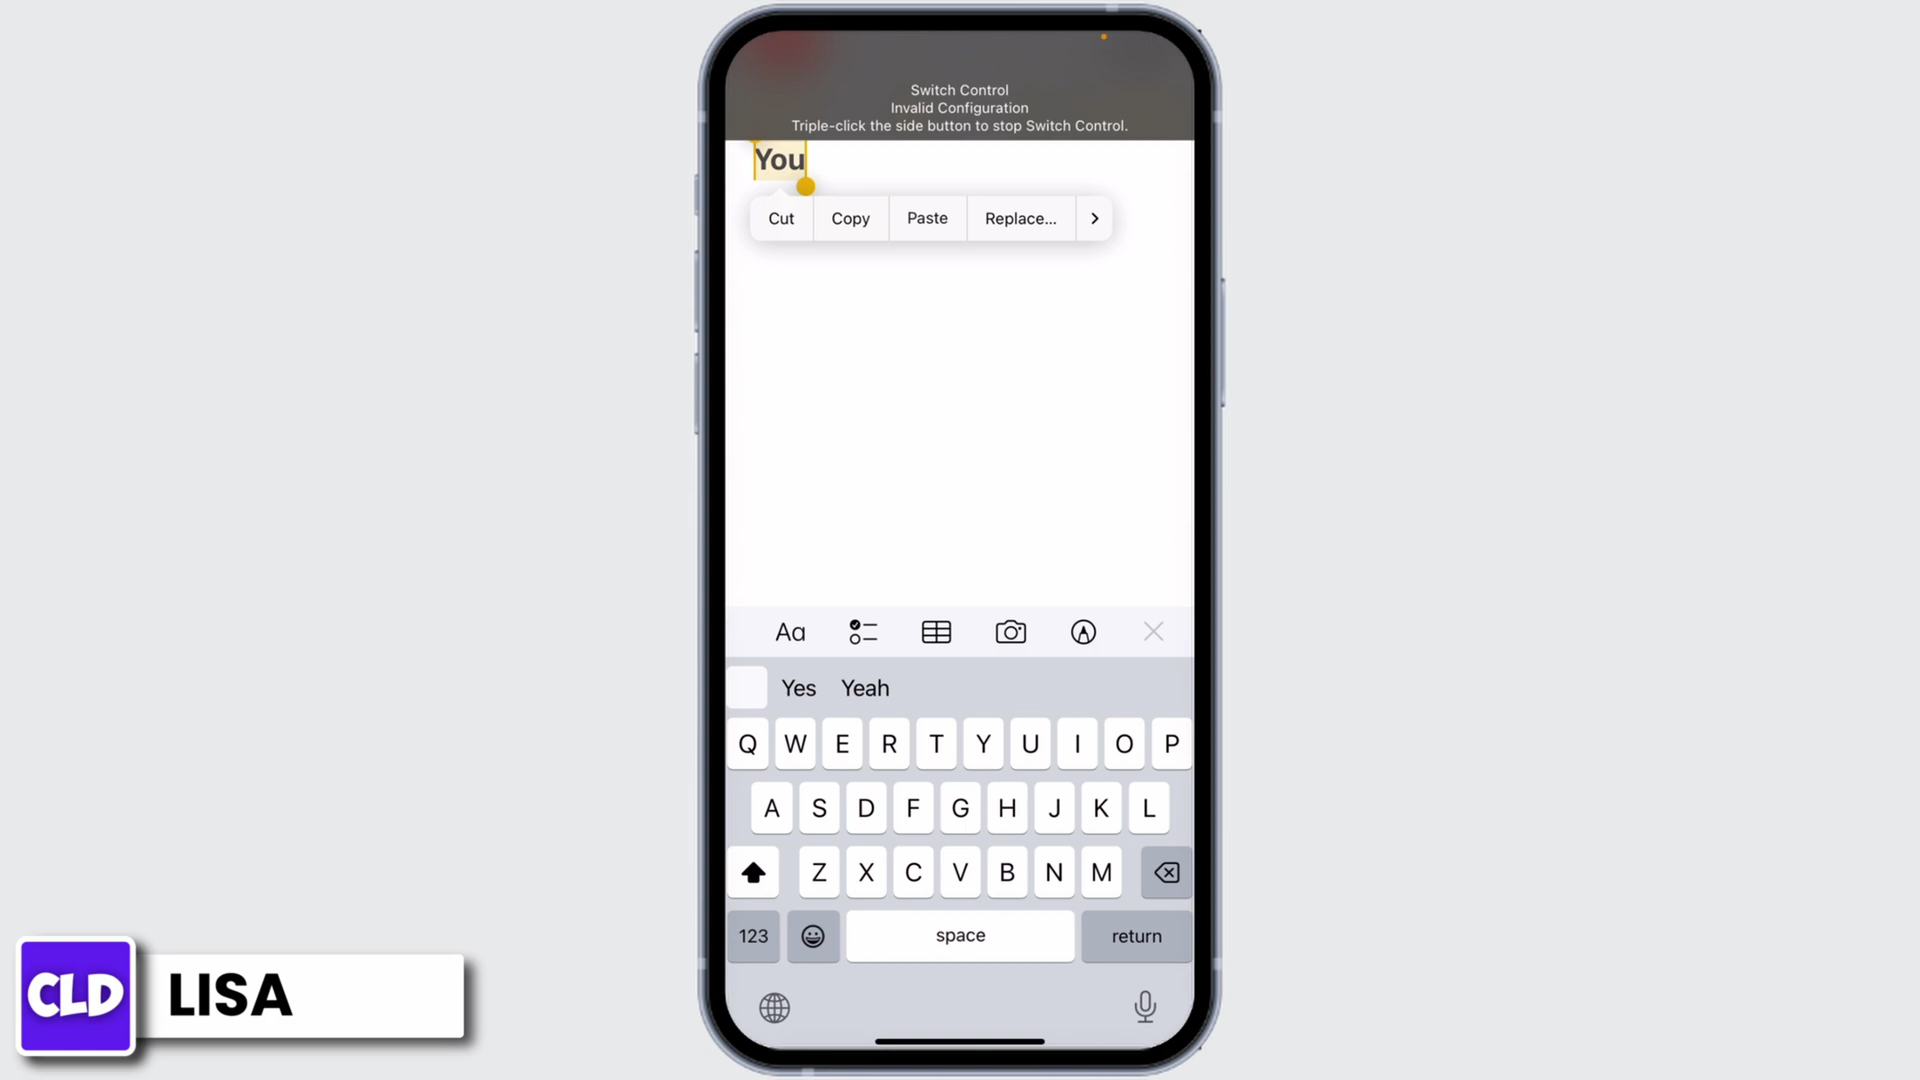 Switch Control
Invalid Configuration
Triple-click the side button to stop Switch Control.
You
Cut Copy Paste Replace...
Aa
Yes Yeah
Q W E R T Y U I O P
A S D F G H J K L
Z X C V B N M
123 space return
CLD LISA